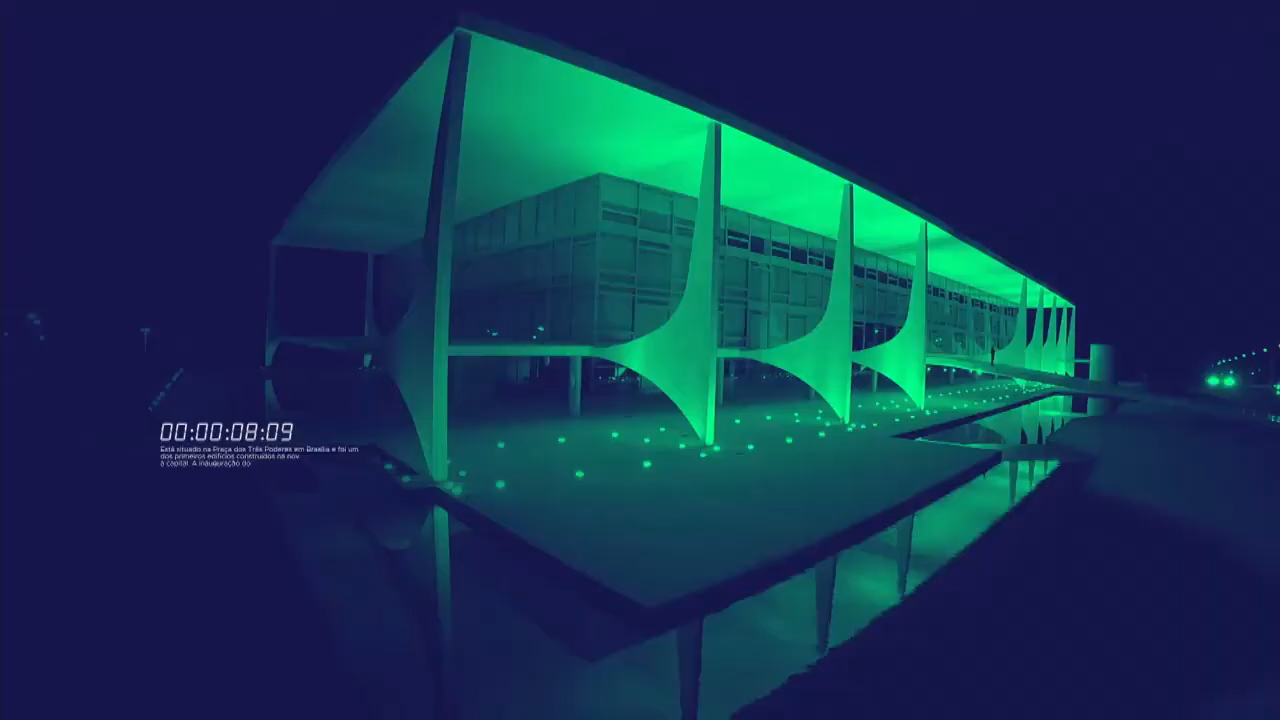 00:00:08:09
Está situado na Praça dos Três Poderes em Brasília e foi um
dos primeiros edifícios construídos na nov
a capital. A inauguração do